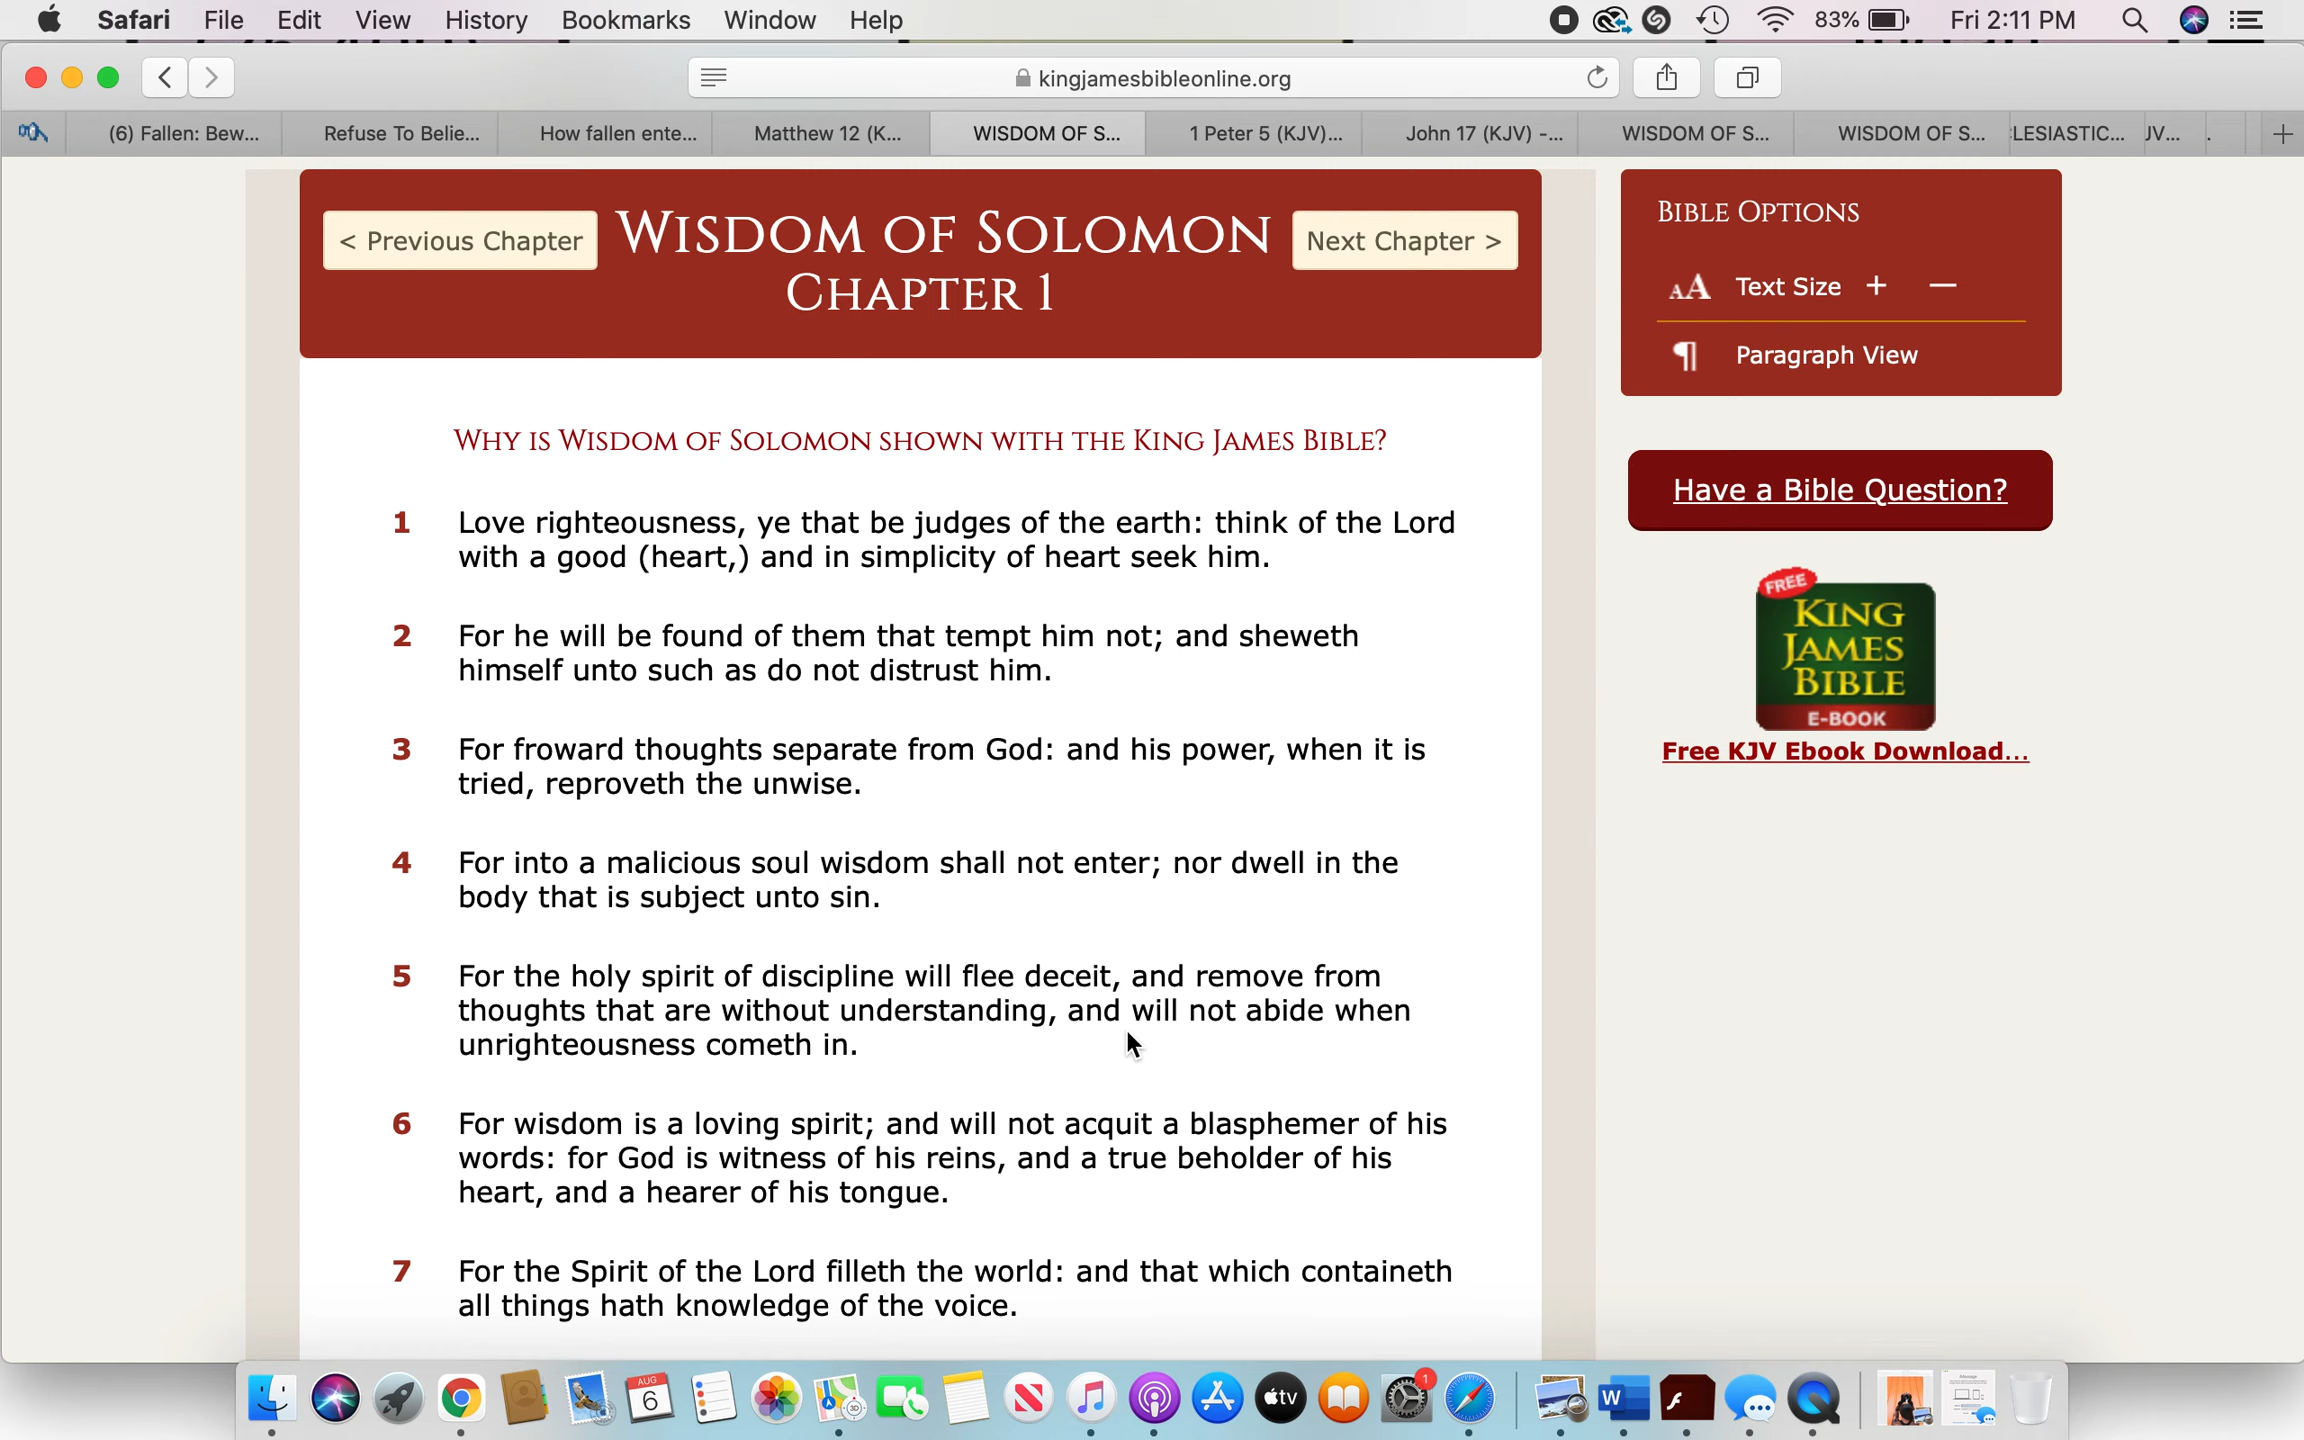 Safari File Edit View History Bookmarks Window Help 83% Fri 2:11 PM
kingjamesbibleonline.org
(6) Fallen: Bew... Refuse To Belie... How fallen ente... Matthew 12 (K... WISDOM OF S... 1 Peter 5 (KJV)... John 17 (KJV) -... WISDOM OF S... WISDOM OF S... LESIASTIC... JV... .
< Previous Chapter
Wisdom of Solomon
Chapter 1
Next Chapter >
Why is Wisdom of Solomon shown with the King James Bible?
1 Love righteousness, ye that be judges of the earth: think of the Lord
with a good (heart,) and in simplicity of heart seek him.
2 For he will be found of them that tempt him not; and sheweth
himself unto such as do not distrust him.
3 For froward thoughts separate from God: and his power, when it is
tried, reproveth the unwise.
4 For into a malicious soul wisdom shall not enter; nor dwell in the
body that is subject unto sin.
5 For the holy spirit of discipline will flee deceit, and remove from
thoughts that are without understanding, and will not abide when
unrighteousness cometh in.
6 For wisdom is a loving spirit; and will not acquit a blasphemer of his
words: for God is witness of his reins, and a true beholder of his
heart, and a hearer of his tongue.
7 For the Spirit of the Lord filleth the world: and that which containeth
all things hath knowledge of the voice.
Bible Options
AA Text Size + —
¶ Paragraph View
Have a Bible Question?
FREE
KING
JAMES
BIBLE
E-BOOK
Free KJV Ebook Download...
AUG
6
3D
tv
1
W